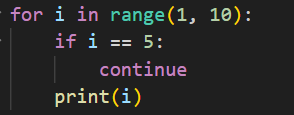 for i in range(1, 10):
    if i == 5:
        continue
    print(i)